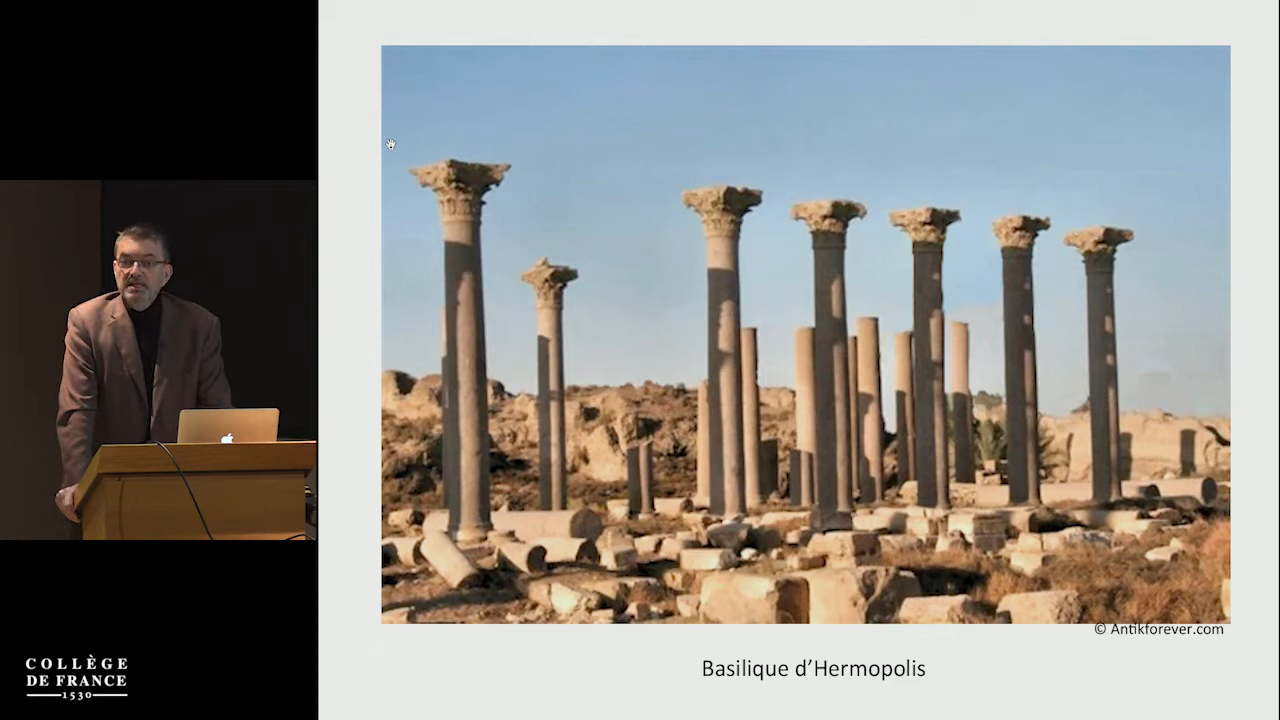 © Antikforever.com
Basilique d’Hermopolis
COLLÈGE
DE FRANCE
1530